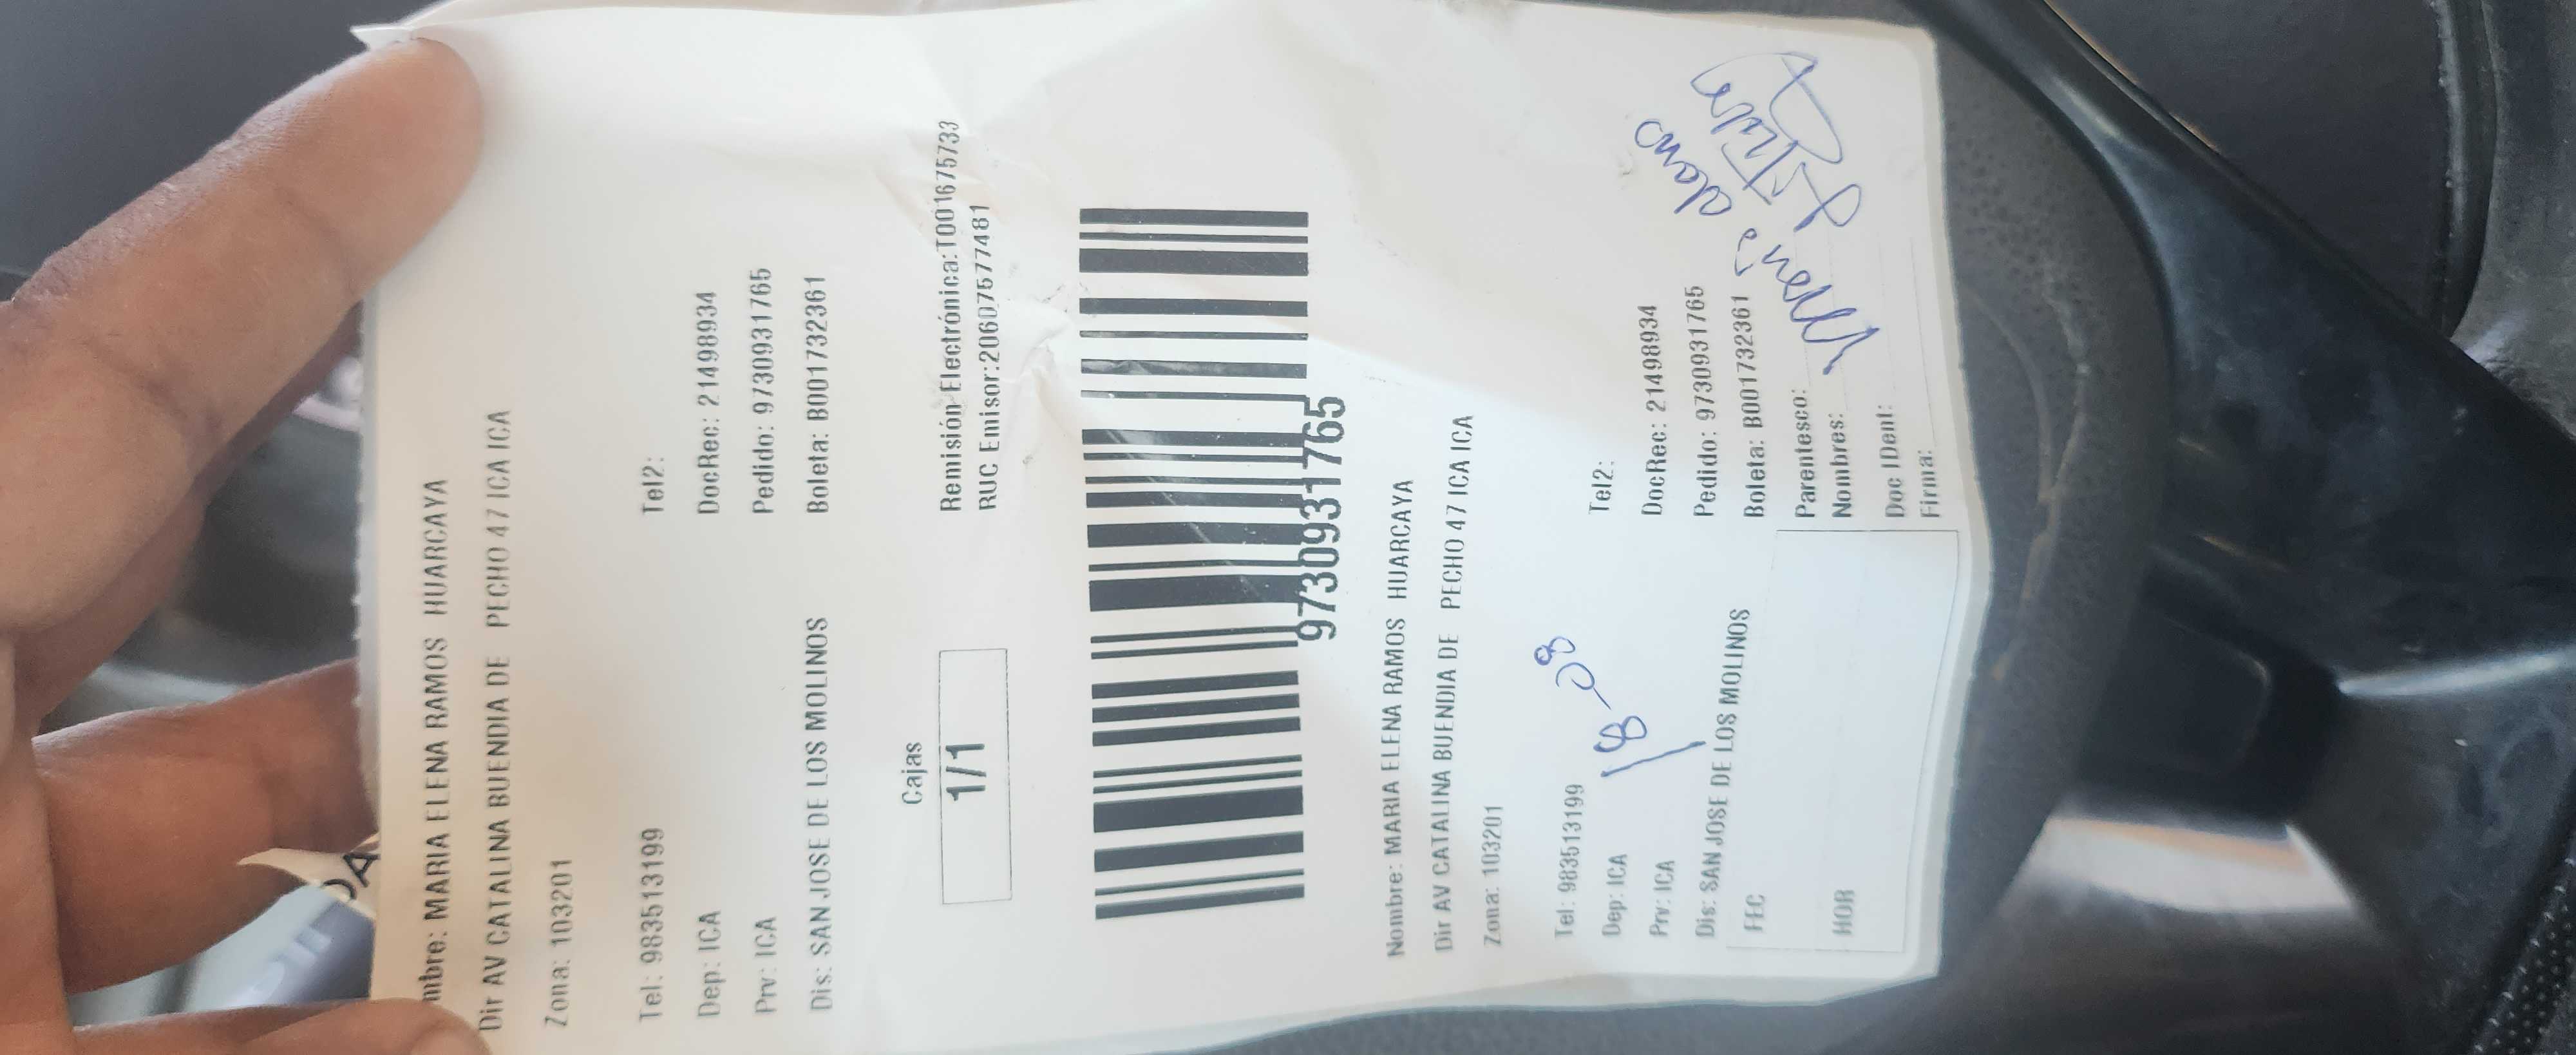 mbre: MARIA ELENA RAMOS HUARCAYA
Dir AV CATALINA BUENDIA DE PECHO 47 ICA ICA
Zona: 103201
Tel: 983513199 Tel2:
Dep: ICA DocRec: 21498934
Prv: ICA Pedido: 9730931765
Dis: SAN JOSE DE LOS MOLINOS Boleta: B001732361
Cajas
1/1
Remisión Electrónica:T001675733
RUC Emisor:20607577481
9730931765
Nombre: MARIA ELENA RAMOS HUARCAYA
Dir AV CATALINA BUENDIA DE PECHO 47 ICA ICA
Zona: 103201
18-08
Tel: 983513199 Tel2:
Dep: ICA DocRec: 21498934
Prv: ICA Pedido: 9730931765
Dis: SAN JOSE DE LOS MOLINOS Boleta: B001732361
FEC
HOR
Parentesco:
Nombres: Maria
Doc IDent:
Firma: